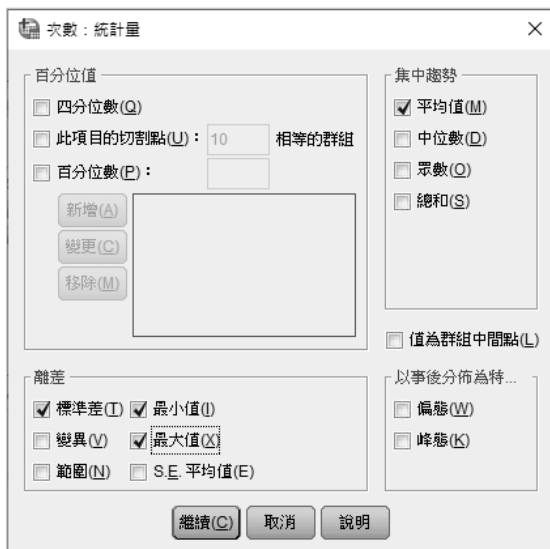 次數：統計量
百分位值
四分位數(Q)
此項目的切割點(U)： 10 相等的群組
百分位數(P)：
新增(A)
變更(C)
移除(M)
集中趨勢
平均值(M)
中位數(D)
眾數(O)
總和(S)
值為群組中間點(L)
離差
標準差(T) 最小值(I)
變異(V) 最大值(X)
範圍(N) S.E. 平均值(E)
以事後分佈為特...
偏態(W)
峰態(K)
繼續(C) 取消 說明